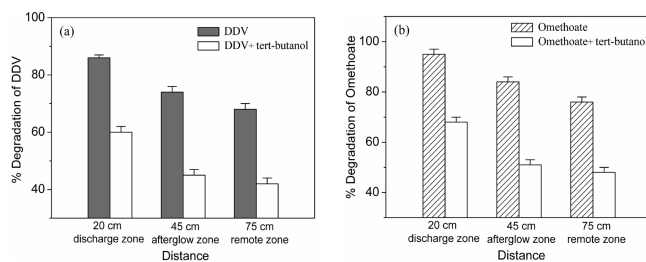 (a)
DDV
DDV+ tert-butanol
100
80
60
40
% Degradation of DDV
20 cm
discharge zone
45 cm
afterglow zone
75 cm
remote zone
Distance
(b)
Omethoate
Omethoate+ tert-butanol
100
80
60
40
% Degradation of Omethoate
20 cm
discharge zone
45 cm
afterglow zone
75 cm
remote zone
Distance